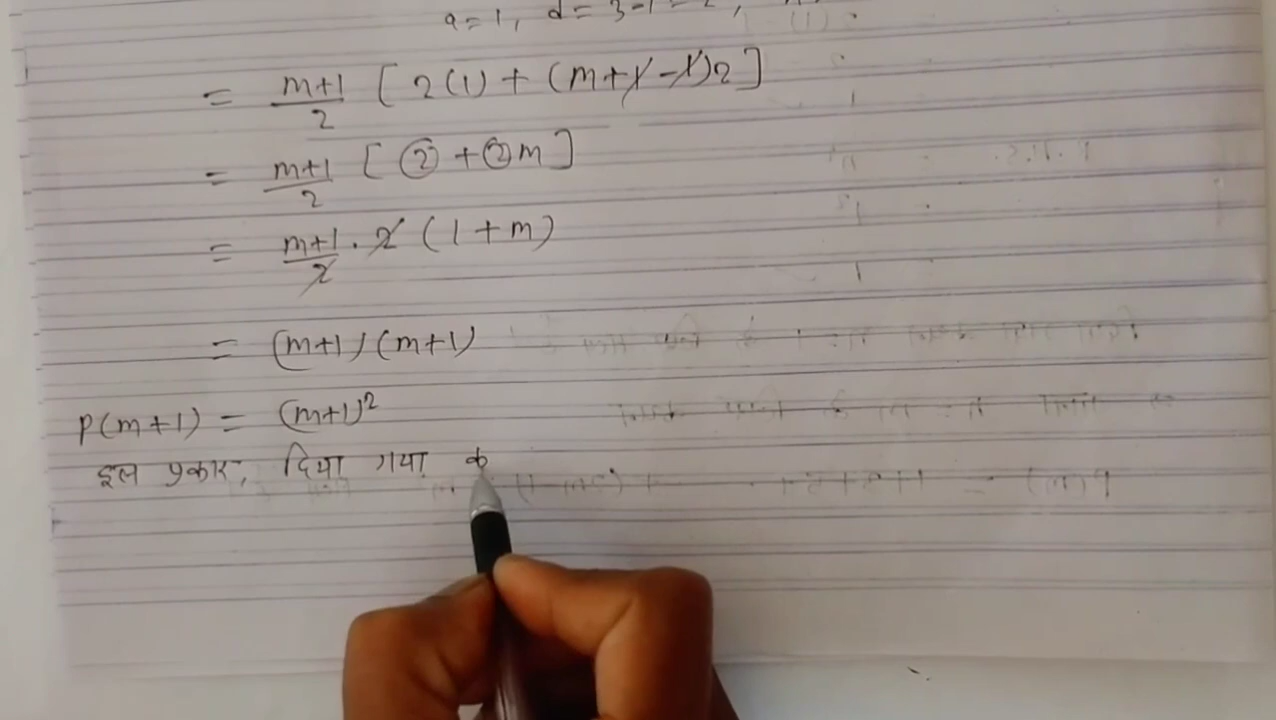 a = 1, d = 3-1 = 2,
= m+1/2 [ 2(1) + (m+1-1)2 ]
= m+1/2 [ 2 + 2m ]
= m+1/2 . 2 (1+m)
= (m+1)(m+1)
P(m+1) = (m+1)²
इस प्रकार, दिया गया क